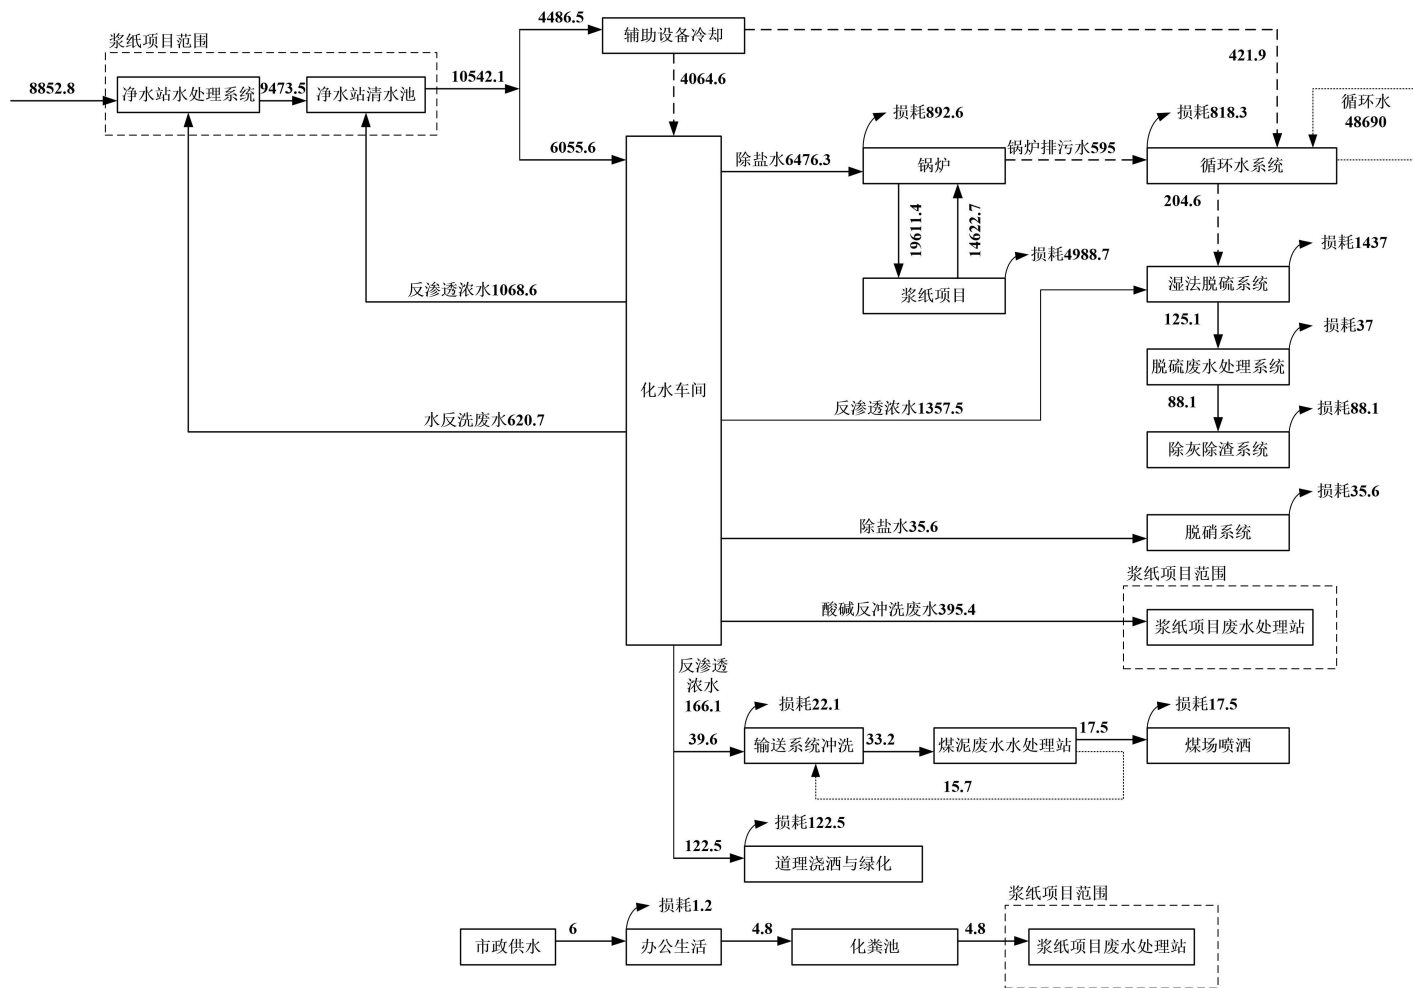 4486.5
辅助设备冷却
421.9
浆纸项目范围
8852.8
净水站水处理系统
9473.5
净水站清水池
10542.1
4064.6
6055.6
除盐水6476.3
损耗892.6
锅炉
锅炉排污水595
损耗818.3
循环水系统
循环水
48690
204.6
19611.4
14622.7
损耗4988.7
浆纸项目
损耗1437
湿法脱硫系统
125.1
损耗37
脱硫废水处理系统
88.1
损耗88.1
除灰除渣系统
反渗透浓水1068.6
化水车间
反渗透浓水1357.5
水反洗废水620.7
除盐水35.6
损耗35.6
脱硝系统
酸碱反冲洗废水395.4
浆纸项目范围
浆纸项目废水处理站
反渗透
浓水
166.1
39.6
损耗22.1
输送系统冲洗
33.2
煤泥废水水处理站
17.5
损耗17.5
煤场喷洒
15.7
122.5
损耗122.5
道理浇洒与绿化
市政供水
6
损耗1.2
办公生活
4.8
化粪池
4.8
浆纸项目范围
浆纸项目废水处理站